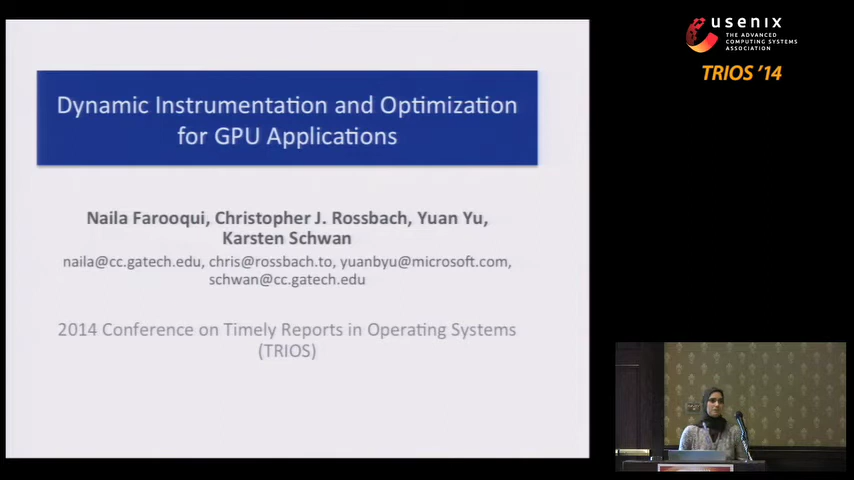 Dynamic Instrumentation and Optimization
for GPU Applications
Naila Farooqui, Christopher J. Rossbach, Yuan Yu,
Karsten Schwan
naila@cc.gatech.edu, chris@rossbach.to, yuanbyu@microsoft.com,
schwan@cc.gatech.edu
2014 Conference on Timely Reports in Operating Systems
(TRIOS)
usenix
THE ADVANCED
COMPUTING SYSTEMS
ASSOCIATION
TRIOS '14